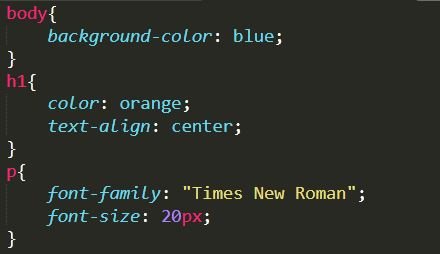 body{
    background-color: blue;
}
h1{
    color: orange;
    text-align: center;
}
p{
    font-family: "Times New Roman";
    font-size: 20px;
}